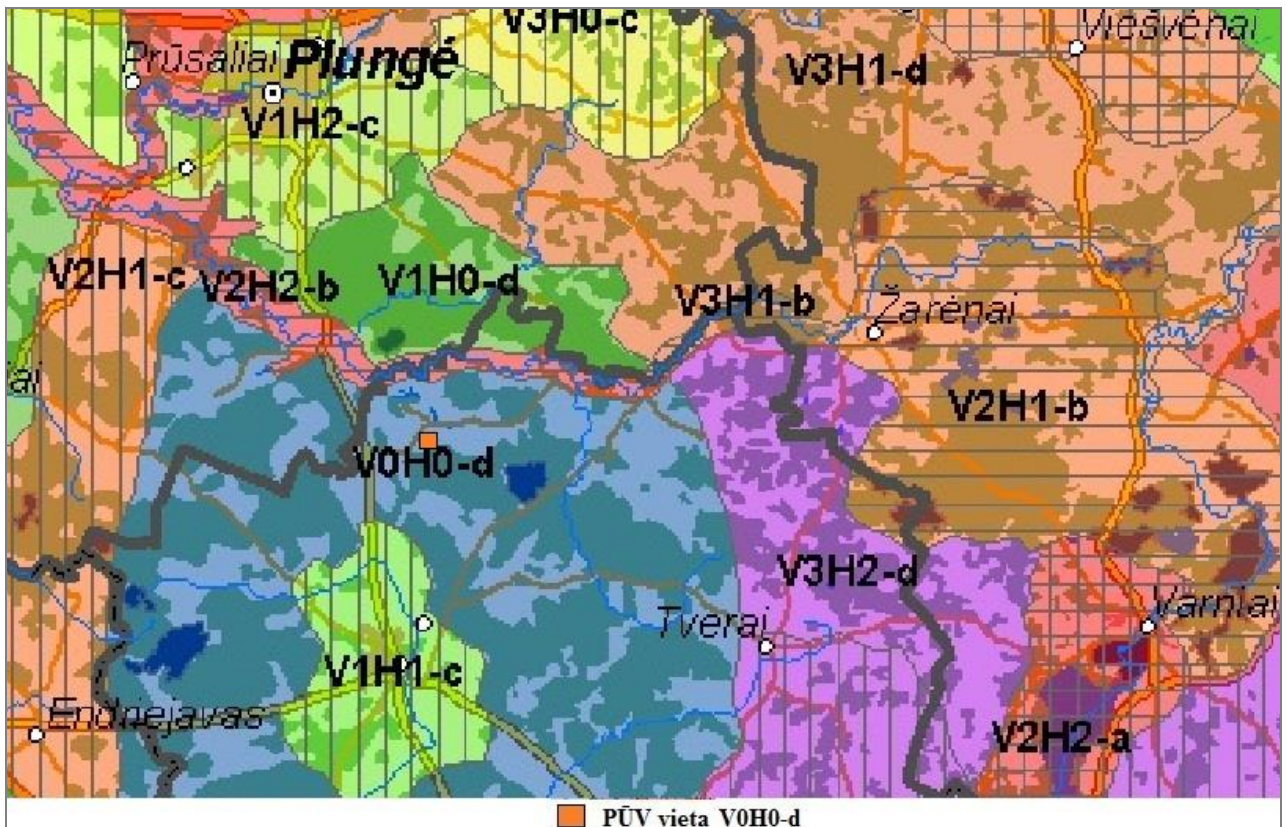 V3H0-c
Viešvėnai
Prūsaliai
Plungė
V3H1-d
V1H2-c
V2H1-c
V2H2-b
V1H0-d
V3H1-b
Žarėnai
ai
V2H1-b
V0H0-d
V3H2-d
Tverai
Varniai
V1H1-c
Endriejavas
V2H2-a
PŪV vieta V0H0-d